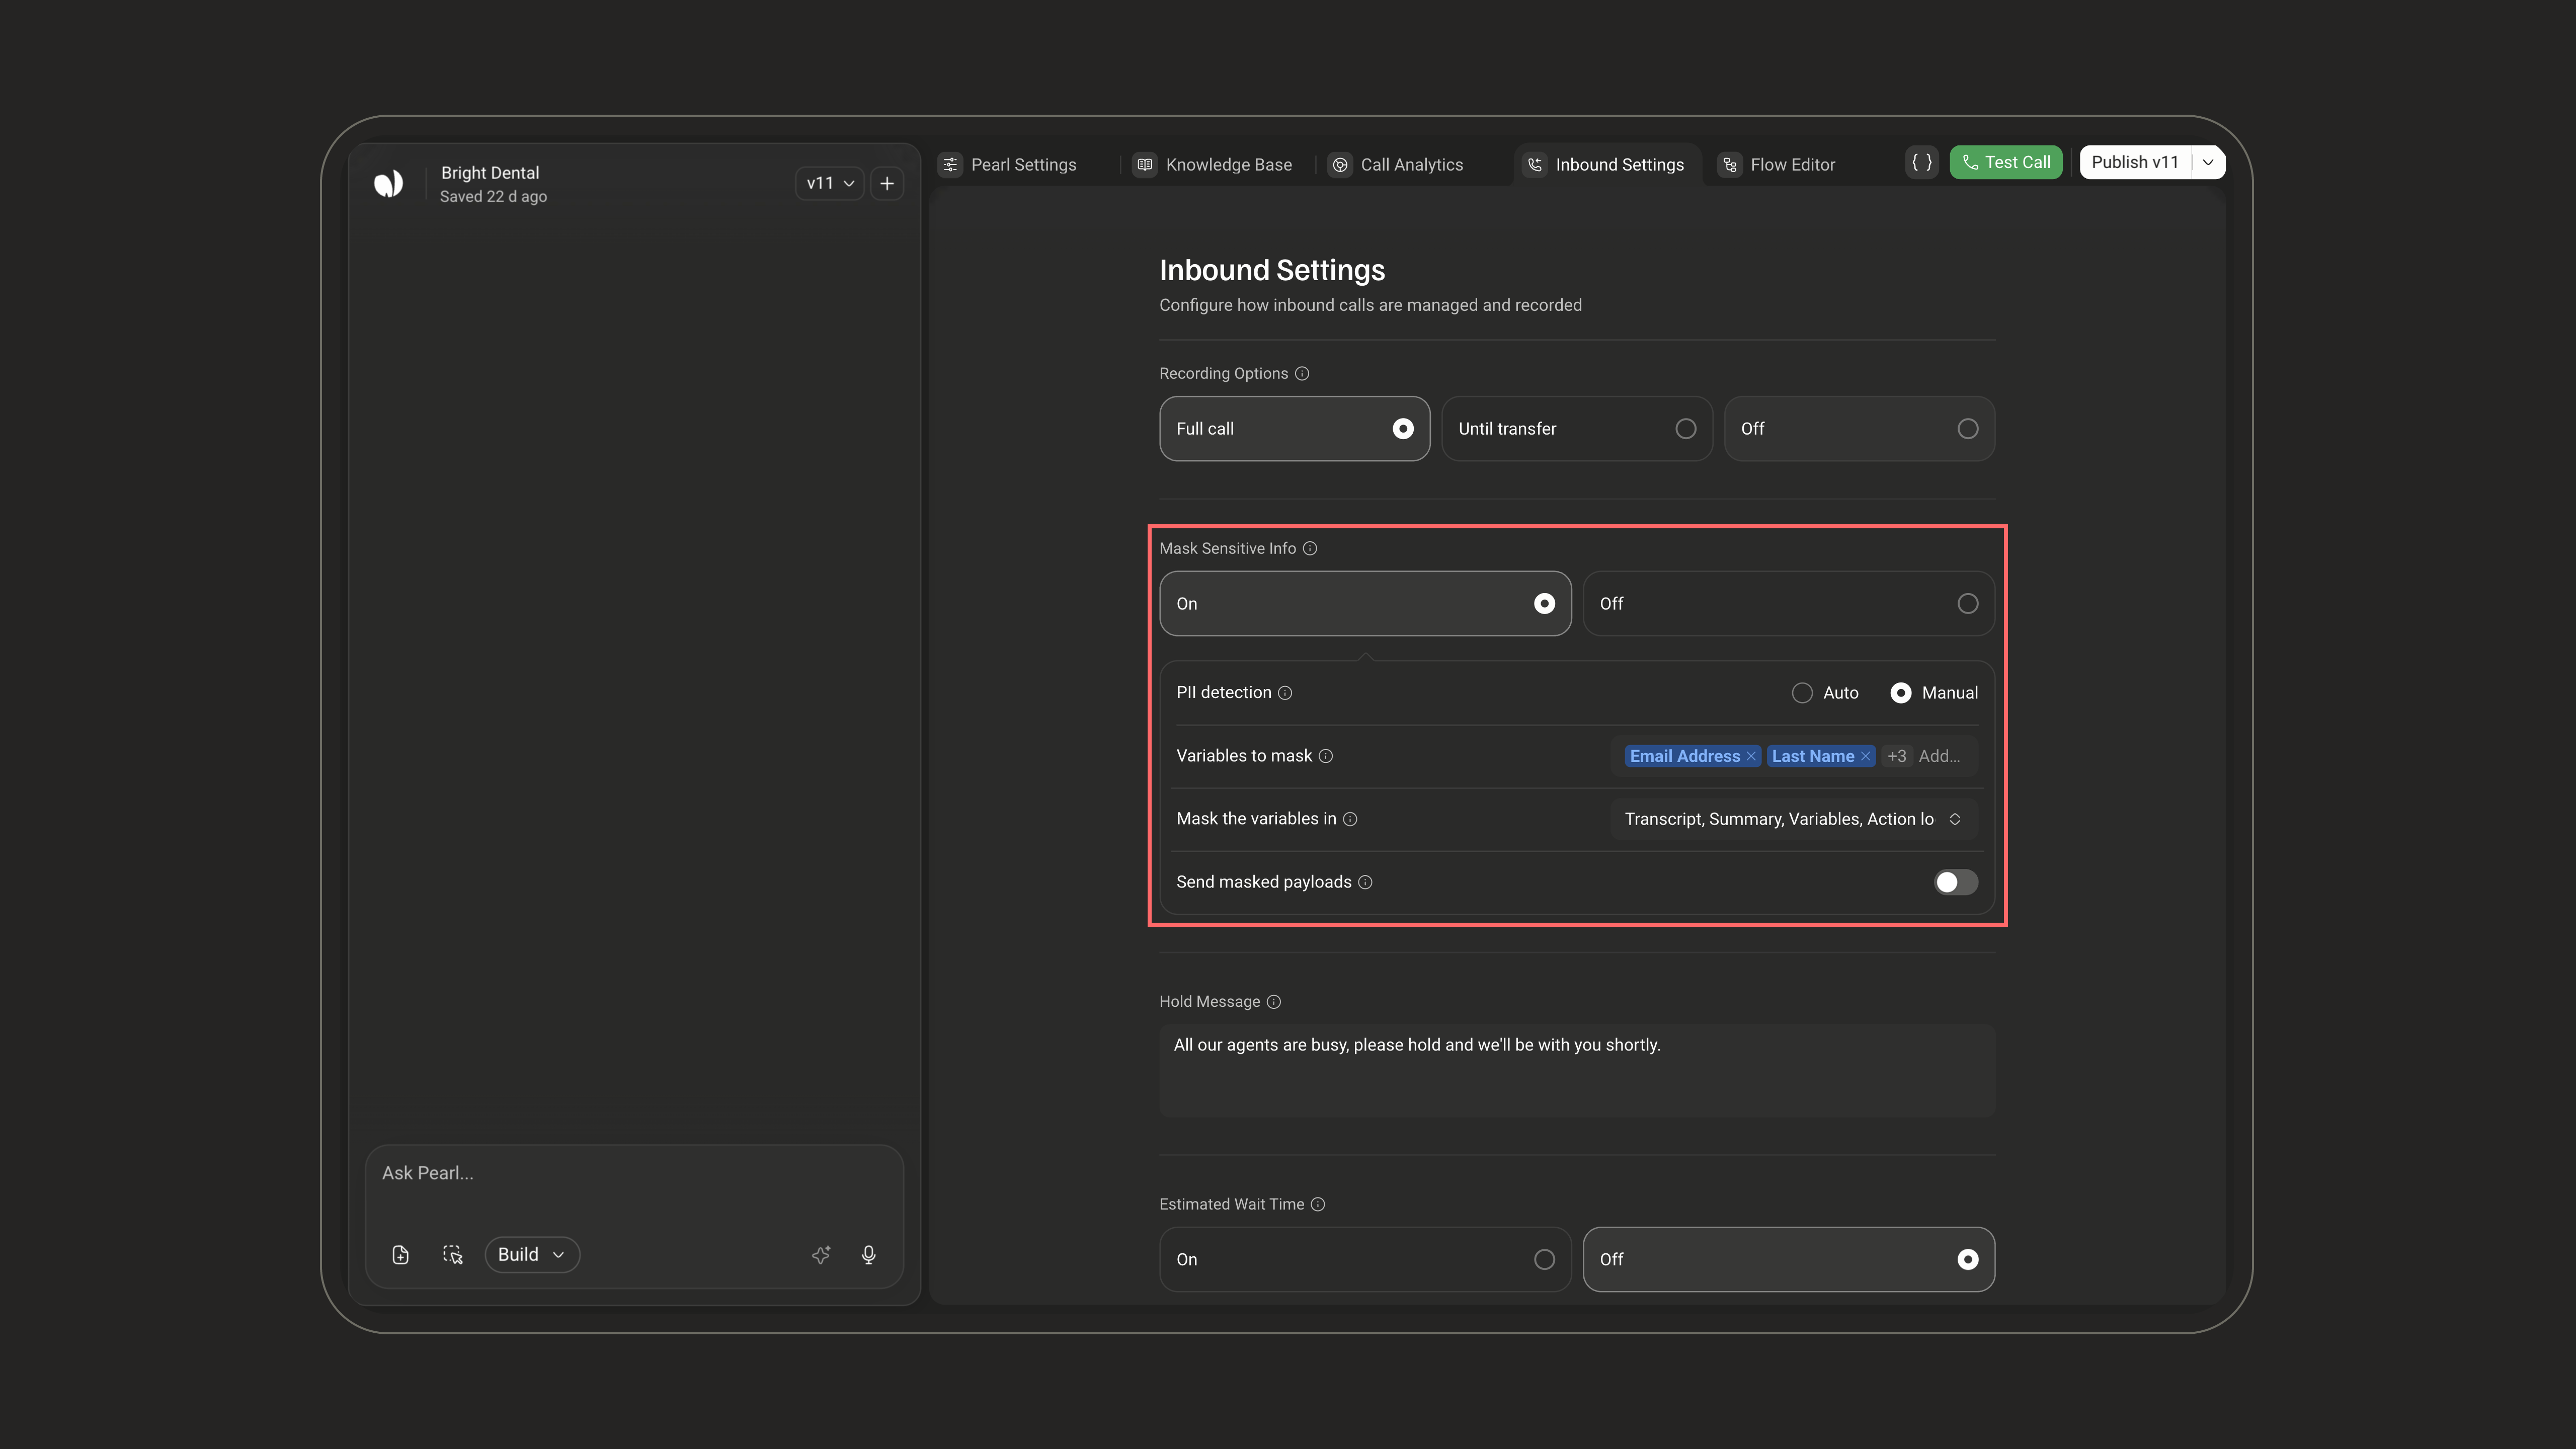 Bright Dental
Saved 22 d ago
v11
Pearl Settings
Knowledge Base
Call Analytics
Inbound Settings
Flow Editor
{ }
Test Call
Publish v11
Inbound Settings
Configure how inbound calls are managed and recorded
Recording Options
Full call
Until transfer
Off
Mask Sensitive Info
On
Off
PII detection
Auto
Manual
Variables to mask
Email Address
Last Name
+3
Add...
Mask the variables in
Transcript, Summary, Variables, Action lo
Send masked payloads
Hold Message
All our agents are busy, please hold and we'll be with you shortly.
Estimated Wait Time
On
Off
Ask Pearl...
Build